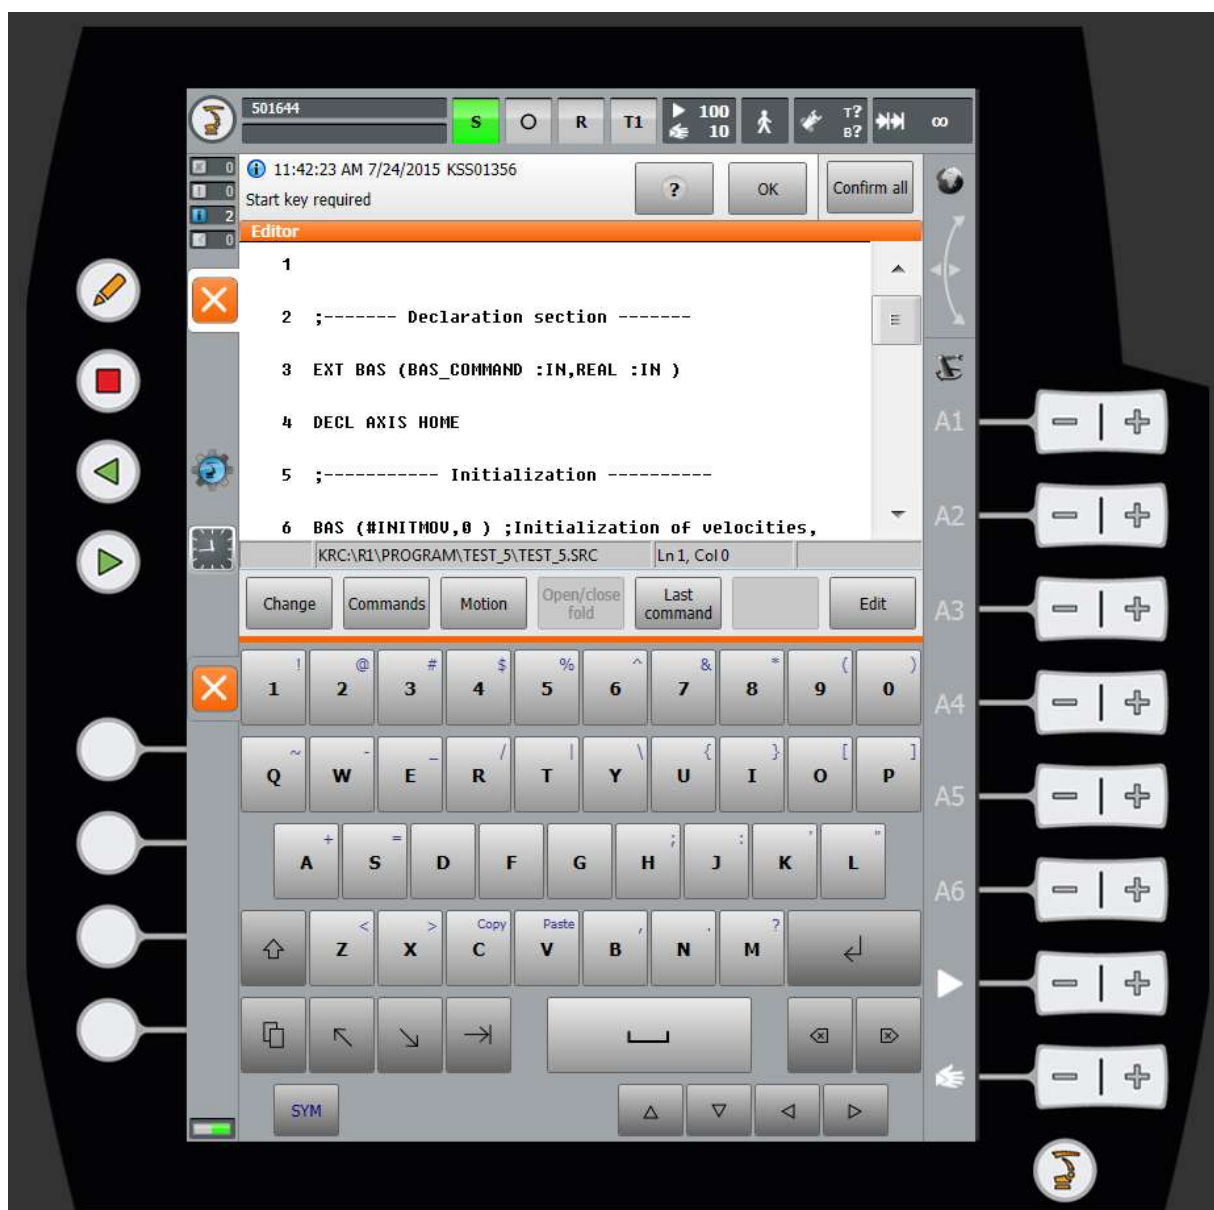 501644
S O R T1 100 10 T? B? ∞
0
0
2
0
i 11:42:23 AM 7/24/2015 KSS01356
Start key required
? OK Confirm all
Editor
1
2 ;------- Declaration section -------
3 EXT BAS (BAS_COMMAND :IN,REAL :IN )
4 DECL AXIS HOME
5 ;----------- Initialization ----------
6 BAS (#INITMOV,0 ) ;Initialization of velocities,
KRC:\R1\PROGRAM\TEST_5\TEST_5.SRC Ln 1, Col 0
Change Commands Motion Open/close fold Last command Edit
! @ # $ % ^ & * ( )
1 2 3 4 5 6 7 8 9 0
~ - _ / | \ { } [ ]
Q W E R T Y U I O P
+ = ; : ' "
A S D F G H J K L
< > Copy Paste , . ?
Z X C V B N M
SYM
A1
A2
A3
A4
A5
A6